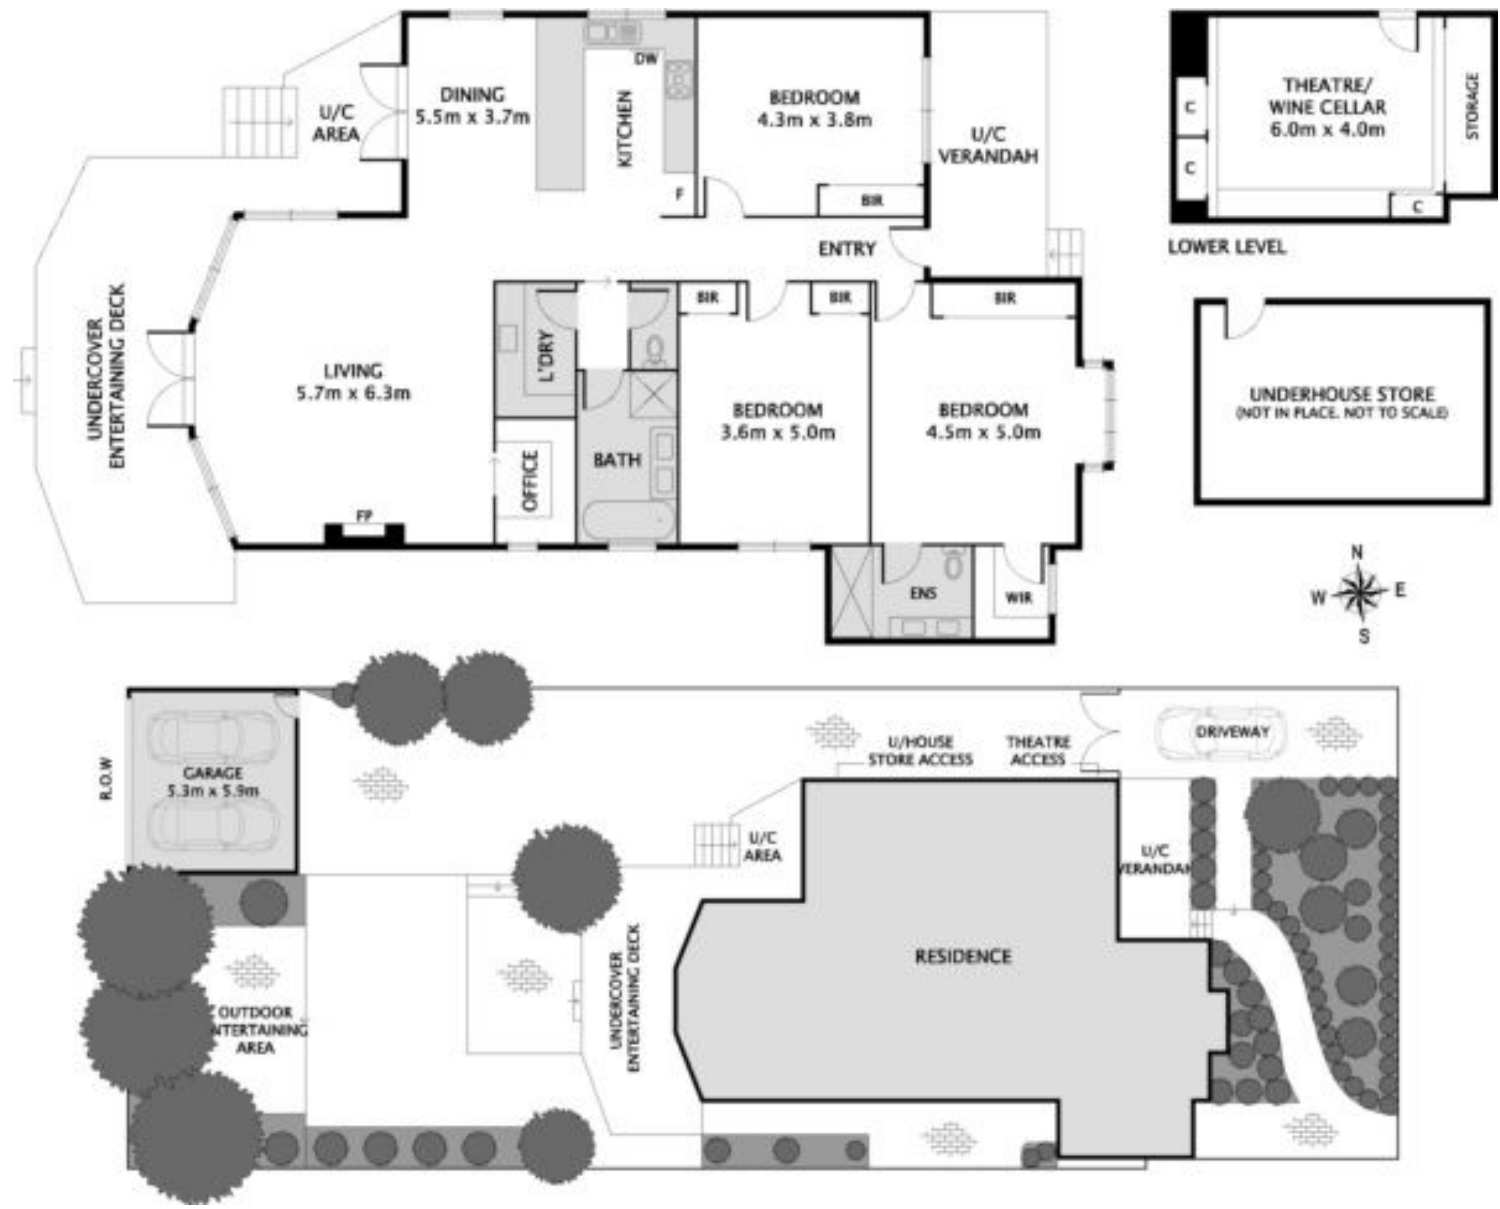 DINING
5.5m x 3.7m
U/C
AREA
KITCHEN
DW
F
BEDROOM
4.3m x 3.8m
BIR
U/C
VERANDAH
ENTRY
UNDERCOVER
ENTERTAINING DECK
LIVING
5.7m x 6.3m
FP
L'DRY
OFFICE
BATH
BIR
BIR
BEDROOM
3.6m x 5.0m
BIR
BEDROOM
4.5m x 5.0m
ENS
WIR
C
C
THEATRE/
WINE CELLAR
6.0m x 4.0m
STORAGE
C
LOWER LEVEL
UNDERHOUSE STORE
(NOT IN PLACE. NOT TO SCALE)
N
W
E
S
R.O.W
GARAGE
5.3m x 5.9m
U/HOUSE
STORE ACCESS
THEATRE
ACCESS
DRIVEWAY
U/C
AREA
U/C
VERANDAH
RESIDENCE
UNDERCOVER
ENTERTAINING DECK
OUTDOOR
NTERTAINING
AREA